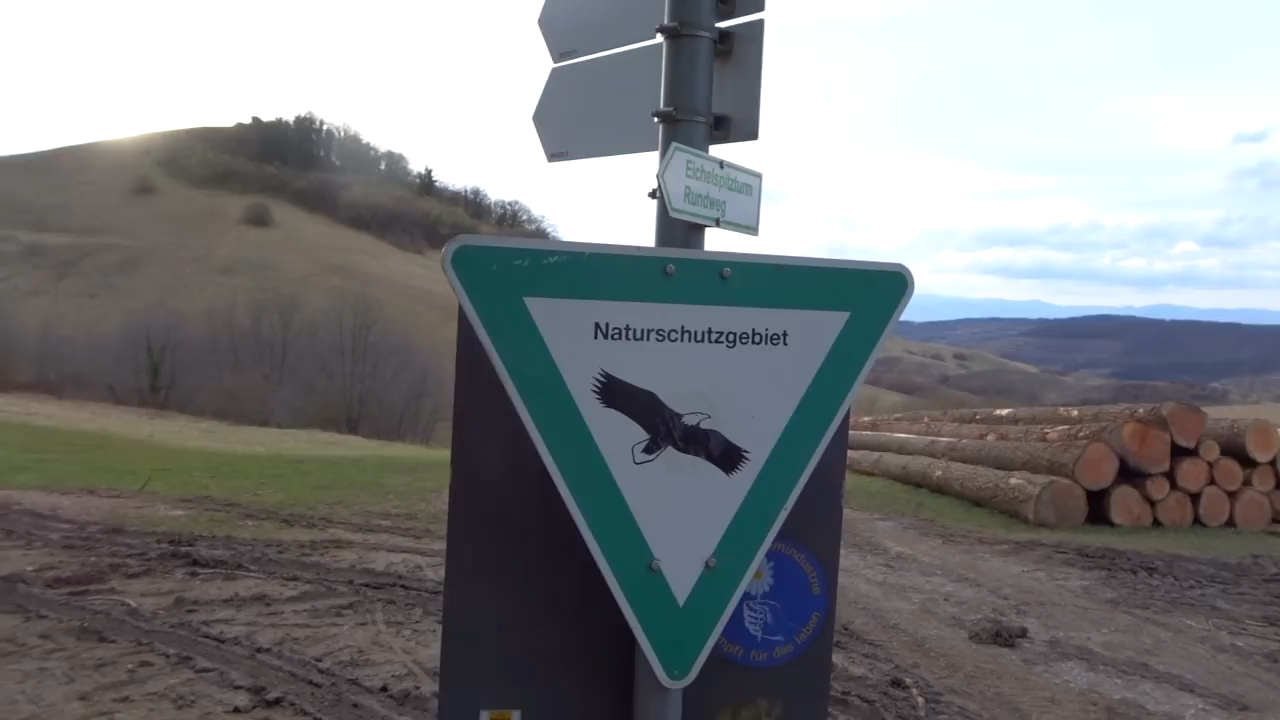 Eichelspitzturm
Rundweg
Naturschutzgebiet
für das leben